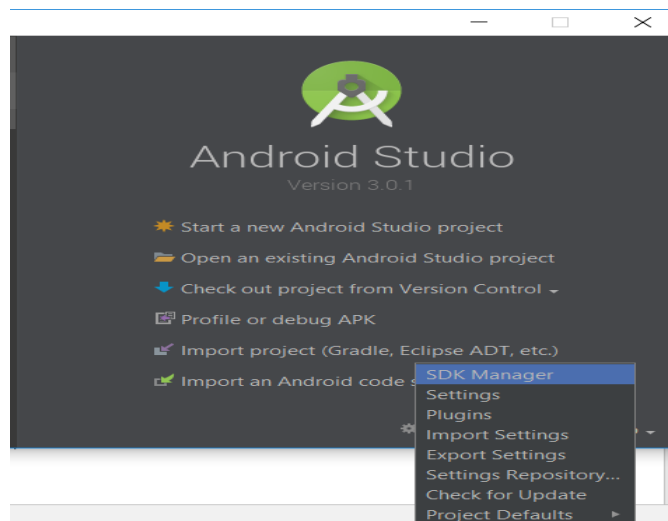 Android Studio
Version 3.0.1
Start a new Android Studio project
Open an existing Android Studio project
Check out project from Version Control
Profile or debug APK
Import project (Gradle, Eclipse ADT, etc.)
Import an Android code
SDK Manager
Settings
Plugins
Import Settings
Export Settings
Settings Repository...
Check for Update
Project Defaults